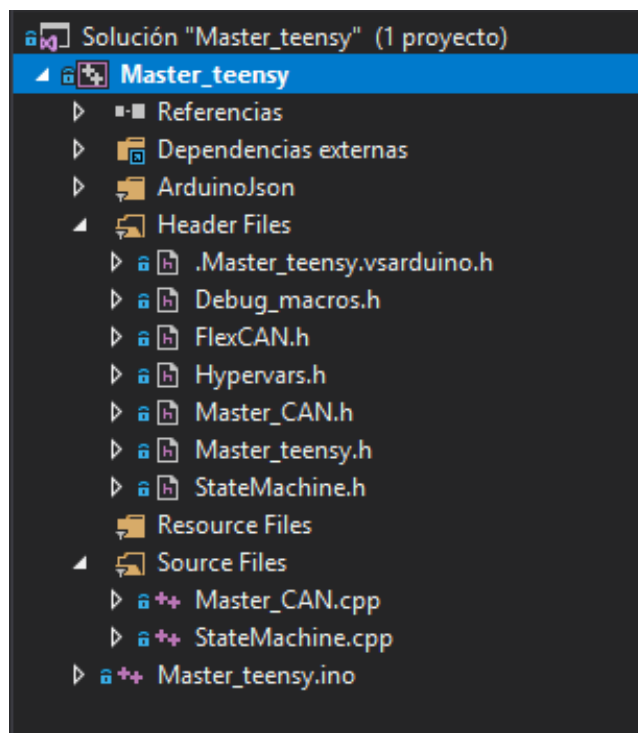 Solución "Master_teensy" (1 proyecto)
Master_teensy
Referencias
Dependencias externas
ArduinoJson
Header Files
.Master_teensy.vsarduino.h
Debug_macros.h
FlexCAN.h
Hypervars.h
Master_CAN.h
Master_teensy.h
StateMachine.h
Resource Files
Source Files
Master_CAN.cpp
StateMachine.cpp
Master_teensy.ino